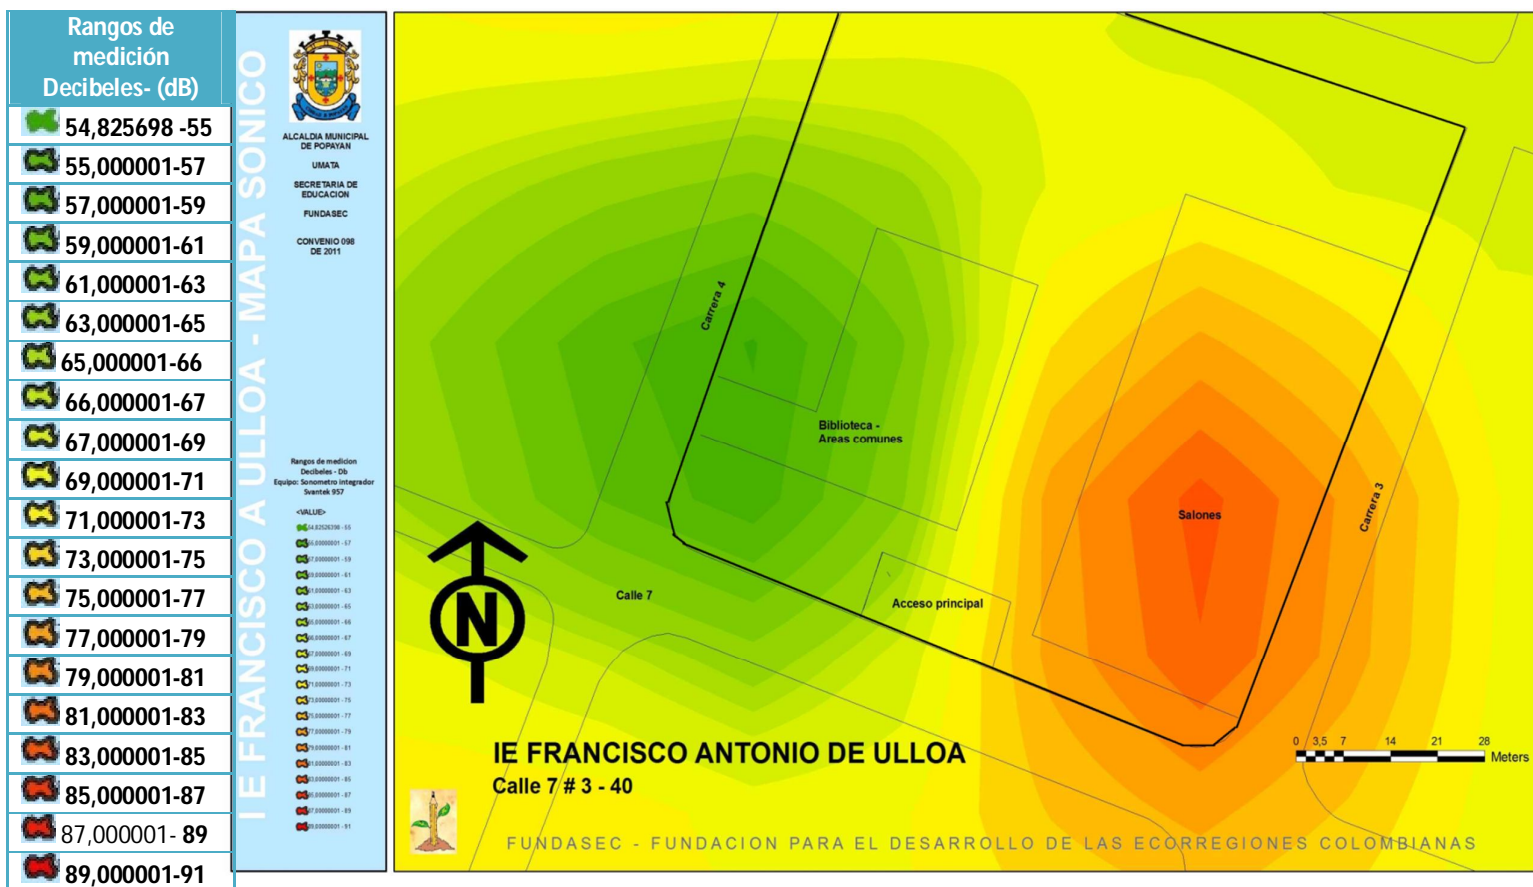 Rangos de
medición
Decibeles- (dB)
54,825698 -55
55,000001-57
57,000001-59
59,000001-61
61,000001-63
63,000001-65
65,000001-66
66,000001-67
67,000001-69
69,000001-71
71,000001-73
73,000001-75
75,000001-77
77,000001-79
79,000001-81
81,000001-83
83,000001-85
85,000001-87
87,000001- 89
89,000001-91
I E FRANCISCO A ULLOA - MAPA SONICO
ALCALDIA MUNICIPAL
DE POPAYAN
UMATA
SECRETARIA DE
EDUCACION
FUNDASEC
CONVENIO 098
DE 2011
Rangos de medicion
Decibeles - Db
Equipo: Sonometro integrador
Svantek 957
<VALUE>
Carrera 4
Biblioteca -
Areas comunes
Salones
Carrera 3
Calle 7
Acceso principal
N
IE FRANCISCO ANTONIO DE ULLOA
Calle 7 # 3 - 40
0 3,5 7 14 21 28
Meters
FUNDASEC - FUNDACION PARA EL DESARROLLO DE LAS ECORREGIONES COLOMBIANAS